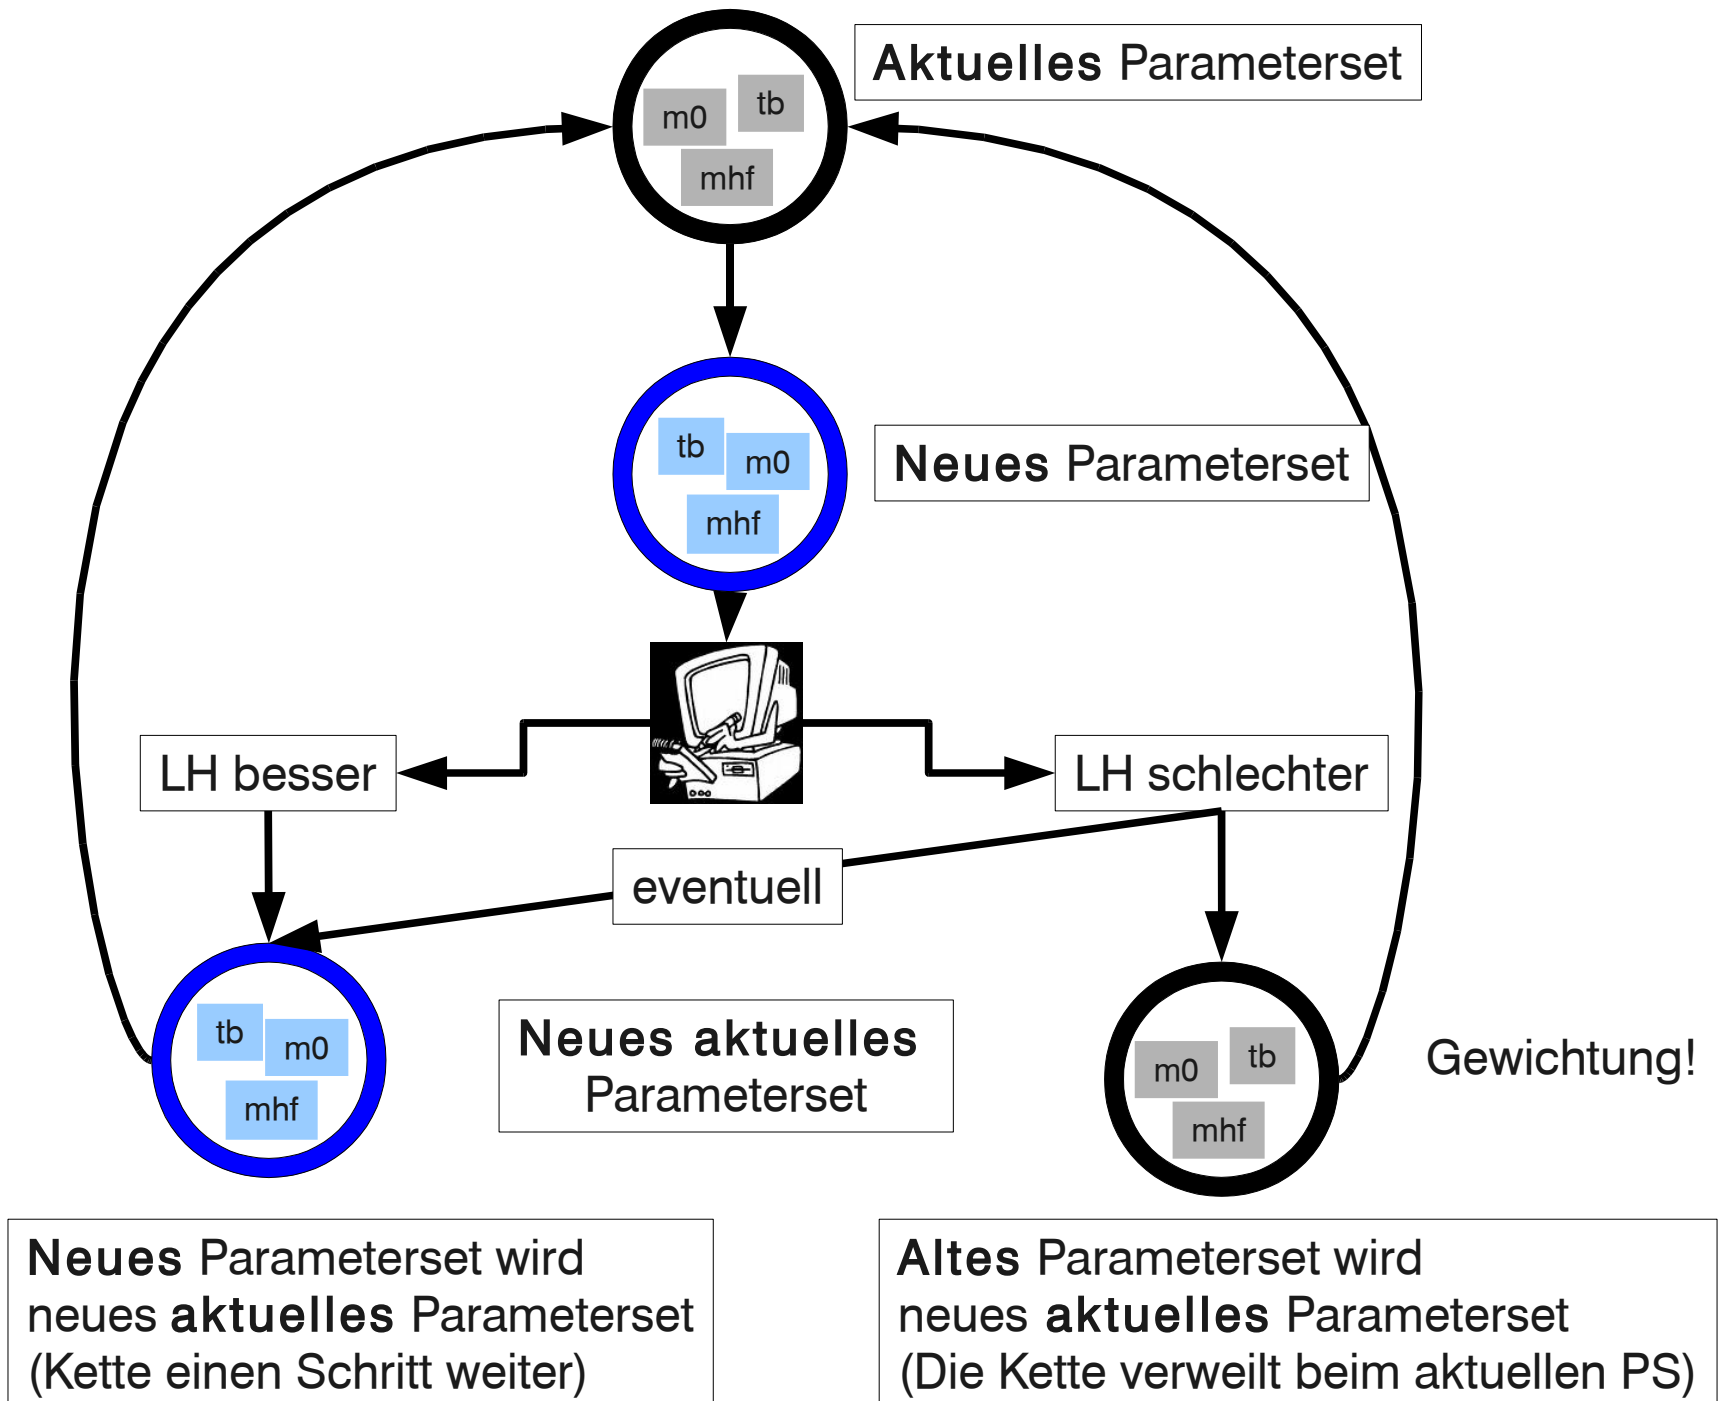 Aktuelles Parameterset
m0
tb
mhf
Neues Parameterset
tb
m0
mhf
LH besser
LH schlechter
eventuell
tb
m0
mhf
Neues aktuelles
Parameterset
m0
tb
mhf
Gewichtung!
Neues Parameterset wird
neues aktuelles Parameterset
(Kette einen Schritt weiter)
Altes Parameterset wird
neues aktuelles Parameterset
(Die Kette verweilt beim aktuellen PS)